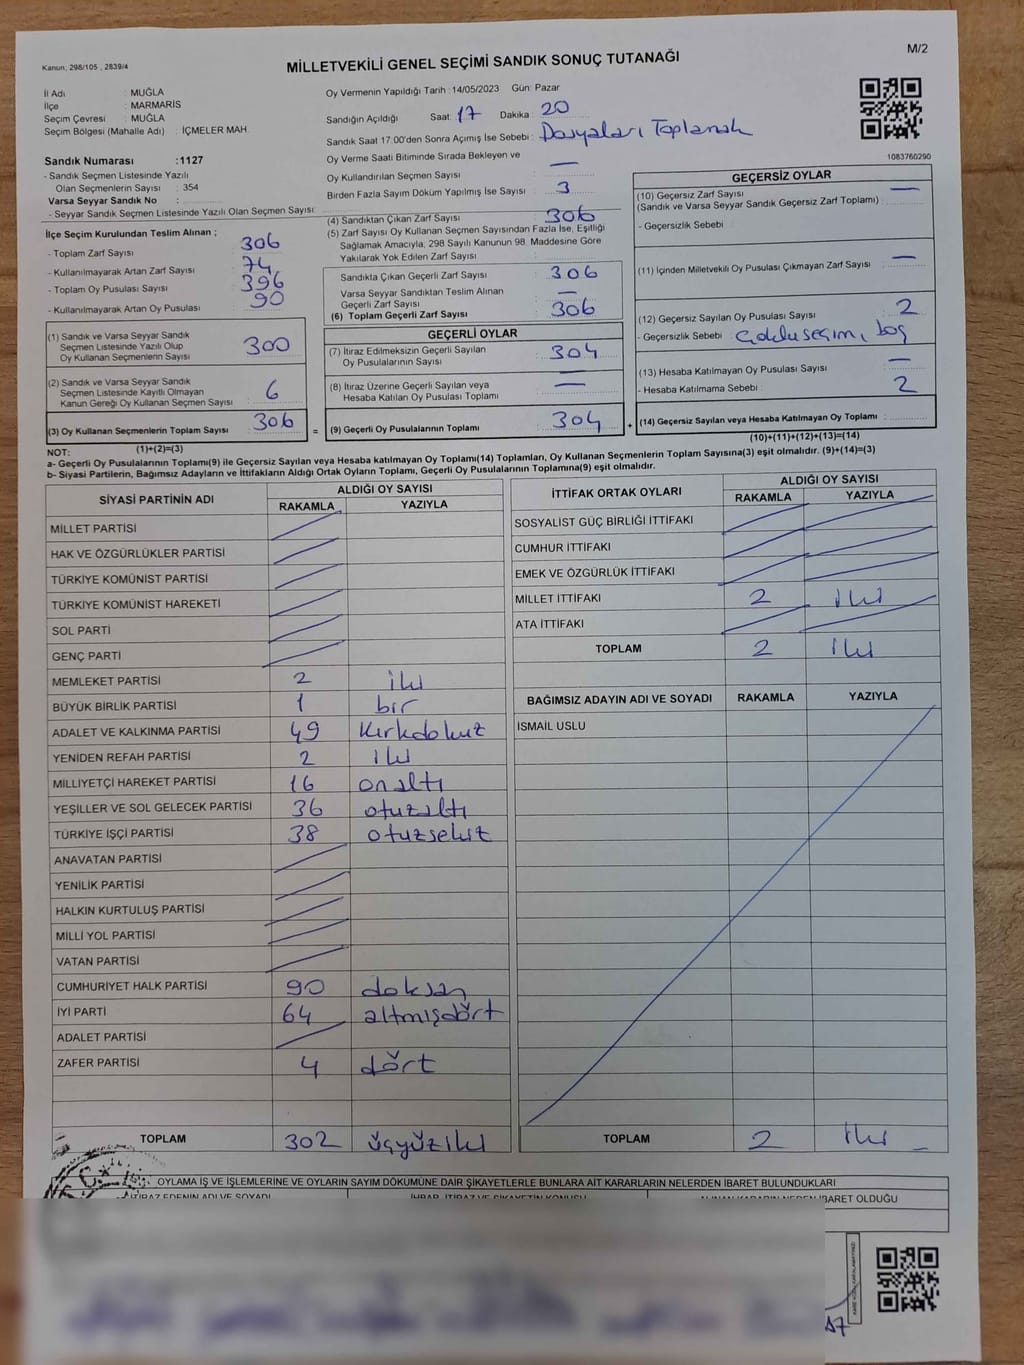 M/2
Kanun; 298/105 , 2839/4
MİLLETVEKİLİ GENEL SEÇİMİ SANDIK SONUÇ TUTANAĞI
İl Adı : MUĞLA
İlçe : MARMARİS
Seçim Çevresi : MUĞLA
Seçim Bölgesi (Mahalle Adı) : İÇMELER MAH.
Sandık Numarası :1127
- Sandık Seçmen Listesinde Yazılı
Olan Seçmenlerin Sayısı : 354
Varsa Seyyar Sandık No :
- Seyyar Sandık Seçmen Listesinde Yazılı Olan Seçmen Sayısı :
Oy Vermenin Yapıldığı Tarih : 14/05/2023 Gün: Pazar
Sandığın Açıldığı Saat: 17 Dakika : 20
Sandık Saat 17.00'den Sonra Açımış İse Sebebi : Dosyaları Toplamak
Oy Verme Saati Bitiminde Sırada Bekleyen ve
Oy Kullandırılan Seçmen Sayısı : —
Birden Fazla Sayım Döküm Yapılmış İse Sayısı : 3
1083760290
İlçe Seçim Kurulundan Teslim Alınan ;
- Toplam Zarf Sayısı : 306
- Kullanılmayarak Artan Zarf Sayısı : 74
- Toplam Oy Pusulası Sayısı : 396
- Kullanılmayarak Artan Oy Pusulası : 90
(1) Sandık ve Varsa Seyyar Sandık
Seçmen Listesinde Yazılı Olup
Oy Kullanan Seçmenlerin Sayısı : 300
(2) Sandık ve Varsa Seyyar Sandık
Seçmen Listesinde Kayıtlı Olmayan
Kanun Gereği Oy Kullanan Seçmen Sayısı : 6
(3) Oy Kullanan Seçmenlerin Toplam Sayısı : 306
(1)+(2)=(3)
(4) Sandıktan Çıkan Zarf Sayısı : 306
(5) Zarf Sayısı Oy Kullanan Seçmen Sayısından Fazla İse, Eşitliği
Sağlamak Amacıyla; 298 Sayılı Kanunun 98. Maddesine Göre
Yakılarak Yok Edilen Zarf Sayısı :
Sandıkta Çıkan Geçerli Zarf Sayısı : 306
Varsa Seyyar Sandıktan Teslim Alınan
Geçerli Zarf Sayısı : —
(6) Toplam Geçerli Zarf Sayısı : 306
GEÇERLİ OYLAR
(7) İtiraz Edilmeksizin Geçerli Sayılan
Oy Pusulalarının Sayısı : 304
(8) İtiraz Üzerine Geçerli Sayılan veya
Hesaba Katılan Oy Pusulası Toplamı : —
= (9) Geçerli Oy Pusulalarının Toplamı : 304
GEÇERSİZ OYLAR
(10) Geçersiz Zarf Sayısı : —
(Sandık ve Varsa Seyyar Sandık Geçersiz Zarf Toplamı)
- Geçersizlik Sebebi :
(11) İçinden Milletvekili Oy Pusulası Çıkmayan Zarf Sayısı : —
(12) Geçersiz Sayılan Oy Pusulası Sayısı : 2
- Geçersizlik Sebebi : boş
(13) Hesaba Katılmayan Oy Pusulası Sayısı : —
- Hesaba Katılmama Sebebi : 2
+ (14) Geçersiz Sayılan veya Hesaba Katılmayan Oy Toplamı :
(10)+(11)+(12)+(13)=(14)
NOT:
a- Geçerli Oy Pusulalarının Toplamı(9) ile Geçersiz Sayılan veya Hesaba katılmayan Oy Toplamı(14) Toplamları, Oy Kullanan Seçmenlerin Toplam Sayısına(3) eşit olmalıdır. (9)+(14)=(3)
b- Siyasi Partilerin, Bağımsız Adayların ve İttifakların Aldığı Ortak Oyların Toplamı, Geçerli Oy Pusulalarının Toplamına(9) eşit olmalıdır.
SİYASİ PARTİNİN ADI ALDIĞI OY SAYISI
RAKAMLA YAZIYLA
MİLLET PARTİSİ
HAK VE ÖZGÜRLÜKLER PARTİSİ
TÜRKİYE KOMÜNİST PARTİSİ
TÜRKİYE KOMÜNİST HAREKETİ
SOL PARTİ
GENÇ PARTİ
MEMLEKET PARTİSİ 2 iki
BÜYÜK BİRLİK PARTİSİ 1 bir
ADALET VE KALKINMA PARTİSİ 49 kırkdokuz
YENİDEN REFAH PARTİSİ 2 iki
MİLLİYETÇİ HAREKET PARTİSİ 16 onaltı
YEŞİLLER VE SOL GELECEK PARTİSİ 36 otuzaltı
TÜRKİYE İŞÇİ PARTİSİ 38 otuzsekiz
ANAVATAN PARTİSİ
YENİLİK PARTİSİ
HALKIN KURTULUŞ PARTİSİ
MİLLİ YOL PARTİSİ
VATAN PARTİSİ
CUMHURİYET HALK PARTİSİ 90 doksan
İYİ PARTİ 64 altmışdört
ADALET PARTİSİ
ZAFER PARTİSİ 4 dört
TOPLAM 302 üçyüziki
İTTİFAK ORTAK OYLARI ALDIĞI OY SAYISI
RAKAMLA YAZIYLA
SOSYALİST GÜÇ BİRLİĞİ İTTİFAKI
CUMHUR İTTİFAKI
EMEK VE ÖZGÜRLÜK İTTİFAKI
MİLLET İTTİFAKI 2 iki
ATA İTTİFAKI
TOPLAM 2 iki
BAĞIMSIZ ADAYIN ADI VE SOYADI RAKAMLA YAZIYLA
İSMAİL USLU
TOPLAM 2 iki
OYLAMA İŞ VE İŞLEMLERİNE VE OYLARIN SAYIM DÖKÜMÜNE DAİR ŞİKAYETLERLE BUNLARA AİT KARARLARIN NELERDEN İBARET BULUNDUKLARI
İTİRAZ EDENİN ADI VE SOYADI İHBAR, İTİRAZ VE ŞİKAYETİN KONUSU ALINAN KARARIN NEDEN İBARET OLDUĞU